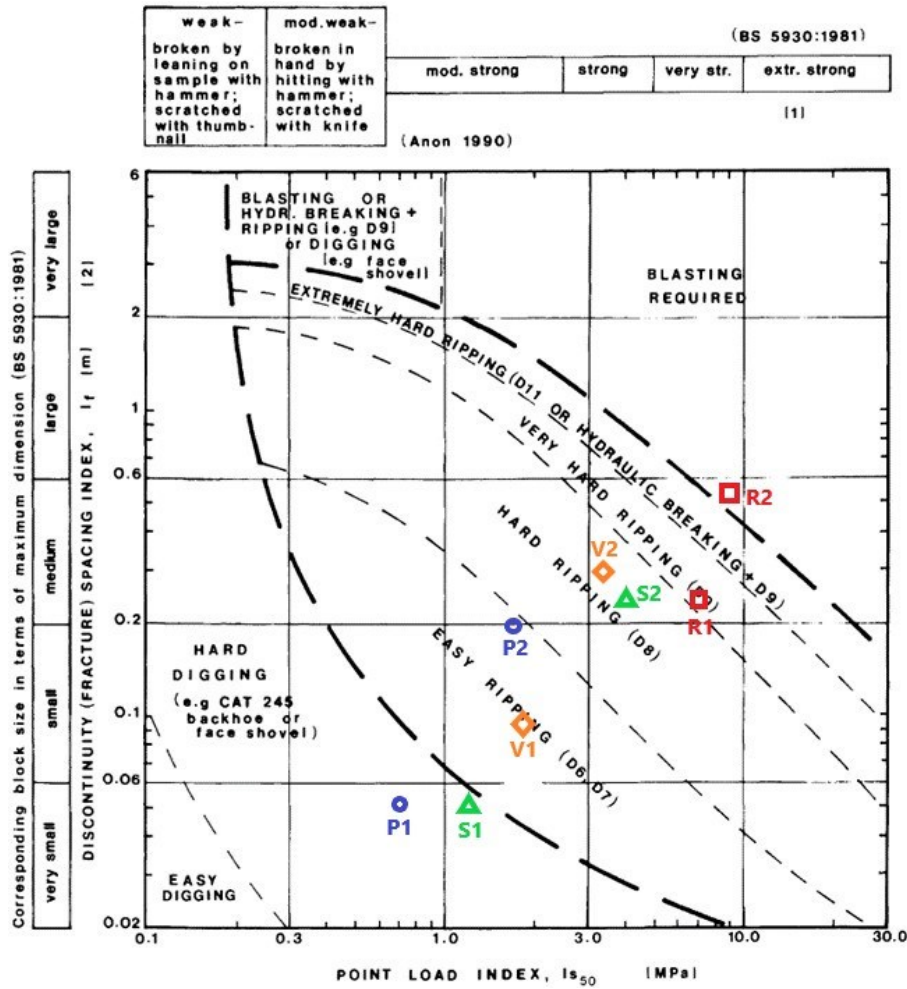 weak-
broken by
leaning on
sample with
hammer;
scratched
with thumb-
nail
mod.weak-
broken in
hand by
hitting with
hammer;
scratched
with knife
(BS 5930:1981)
mod. strong
strong
very str.
extr. strong
[1]
(Anon 1990)
Corresponding block size in terms of maximum dimension (BS 5930:1981)
very large
large
medium
small
very small
DISCONTINUITY (FRACTURE) SPACING INDEX, If [m] [2]
6
2
1
0.6
0.2
0.1
0.06
0.02
BLASTING OR
HYDR. BREAKING +
RIPPING [e.g D9]
or DIGGING
[e.g face
shovel]
BLASTING
REQUIRED
EXTREMELY HARD RIPPING (D11 OR HYDRAULIC BREAKING + D9)
VERY HARD RIPPING (D9)
HARD RIPPING (D8)
EASY RIPPING (D6,D7)
HARD
DIGGING
(e.g CAT 245
backhoe or
face shovel)
EASY
DIGGING
R2
V2
S2
R1
P2
V1
P1
S1
0.1
0.3
1.0
3.0
10.0
30.0
POINT LOAD INDEX, Is50 [MPa]